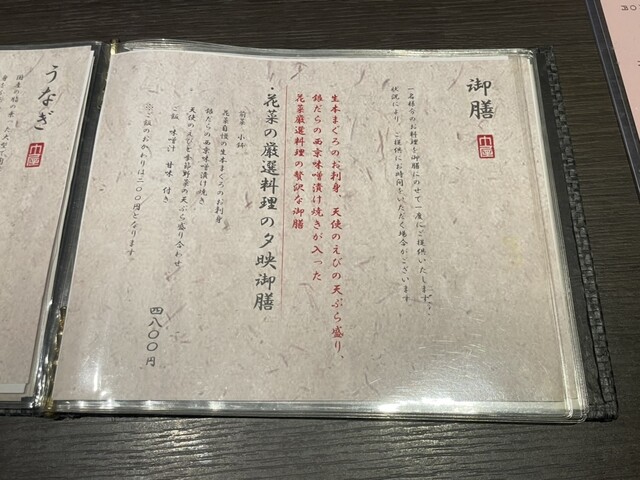 御膳
一名様分のお料理を御膳にのせて一度にご提供いたします。
状況により、ご提供にお時間をいただく場合がございます。
生本まぐろのお刺身、天使のえびの天ぷら盛り、
銀だらの西京味噌漬け焼きが入った
花菜厳選料理の贅沢な御膳
・花菜の厳選料理の夕映御膳
前菜 小鉢
花菜自慢の生本まぐろのお刺身
銀だらの西京味噌漬け焼き
天使のえびと季節野菜の天ぷら盛り合わせ
ご飯 味噌汁 甘味 付き
※ご飯のおかわりは二〇〇円となります。
四八〇〇円
うなぎ